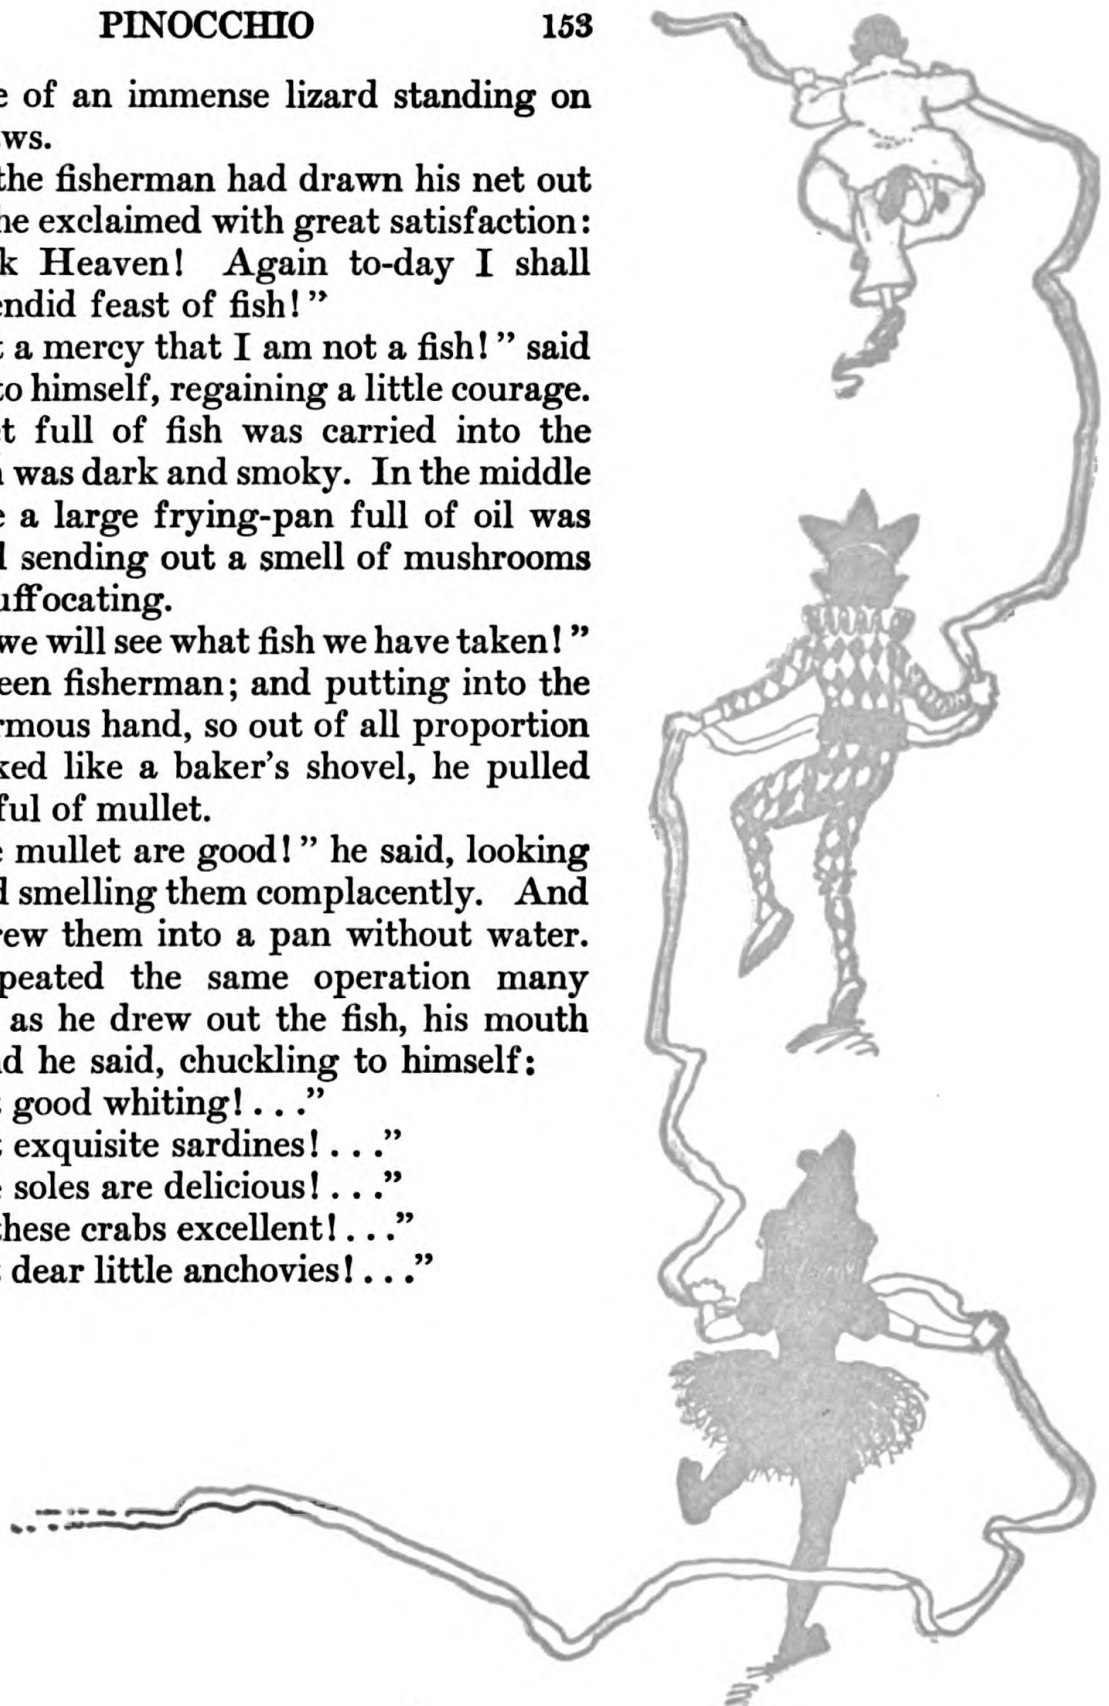 PINOCCHIO 153
of an immense lizard standing on
the fisherman had drawn his net out
he exclaimed with great satisfaction:
Heaven! Again to-day I shall
feast of fish!”
a mercy that I am not a fish!” said
to himself, regaining a little courage.
full of fish was carried into the
was dark and smoky. In the middle
a large frying-pan full of oil was
sending out a smell of mushrooms
uffocating.
we will see what fish we have taken!”
een fisherman; and putting into the
rmous hand, so out of all proportion
ked like a baker's shovel, he pulled
ful of mullet.
mullet are good!” he said, looking
smelling them complacently. And
rew them into a pan without water.
peated the same operation many
as he drew out the fish, his mouth
nd he said, chuckling to himself:
good whiting!...”
exquisite sardines!...”
soles are delicious!...”
these crabs excellent!...”
dear little anchovies!...”